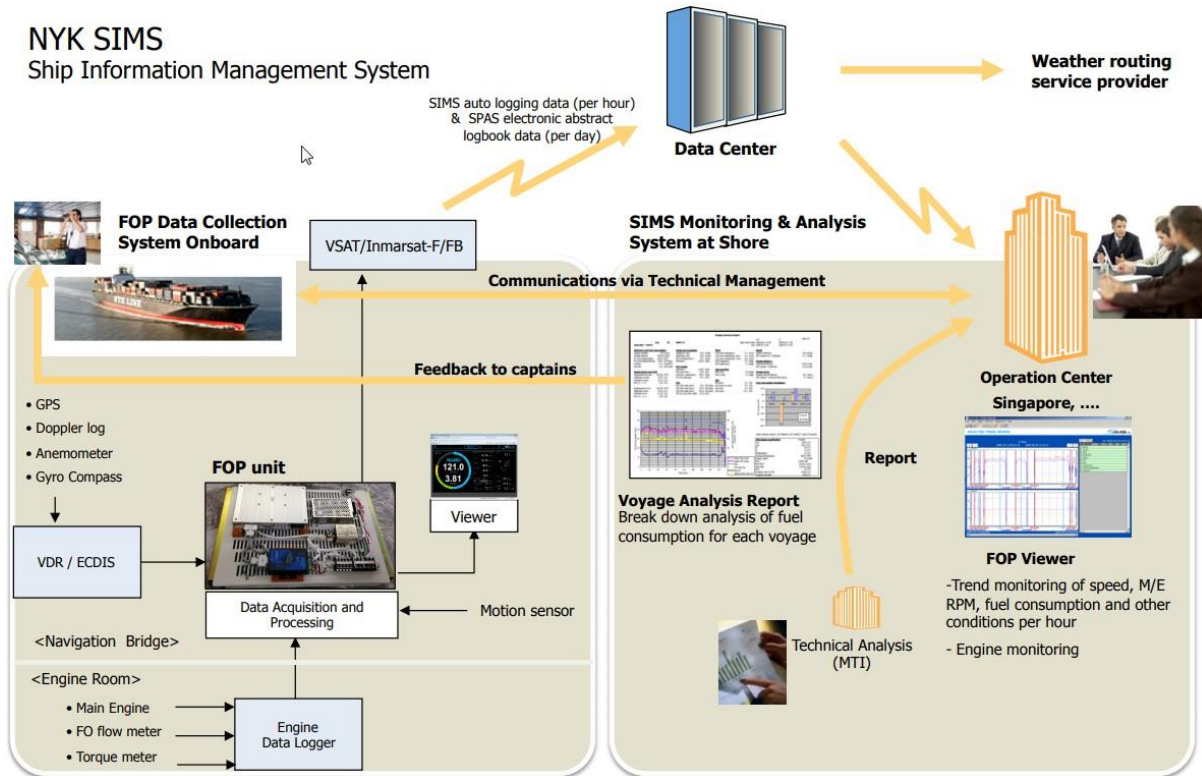 NYK SIMS
Ship Information Management System
SIMS auto logging data (per hour)
& SPAS electronic abstract
logbook data (per day)
Data Center
Weather routing
service provider
FOP Data Collection
System Onboard
VSAT/Inmarsat-F/FB
SIMS Monitoring & Analysis
System at Shore
Communications via Technical Management
NYK LINE
Feedback to captains
Operation Center
Singapore, ....
• GPS
• Doppler log
• Anemometer
• Gyro Compass
FOP unit
121.0
3.81
Viewer
Report
Voyage Analysis Report
Break down analysis of fuel
consumption for each voyage
VDR / ECDIS
Data Acquisition and
Processing
Motion sensor
FOP Viewer
-Trend monitoring of speed, M/E
RPM, fuel consumption and other
conditions per hour
- Engine monitoring
Technical Analysis
(MTI)
<Navigation Bridge>
<Engine Room>
• Main Engine
• FO flow meter
• Torque meter
Engine
Data Logger